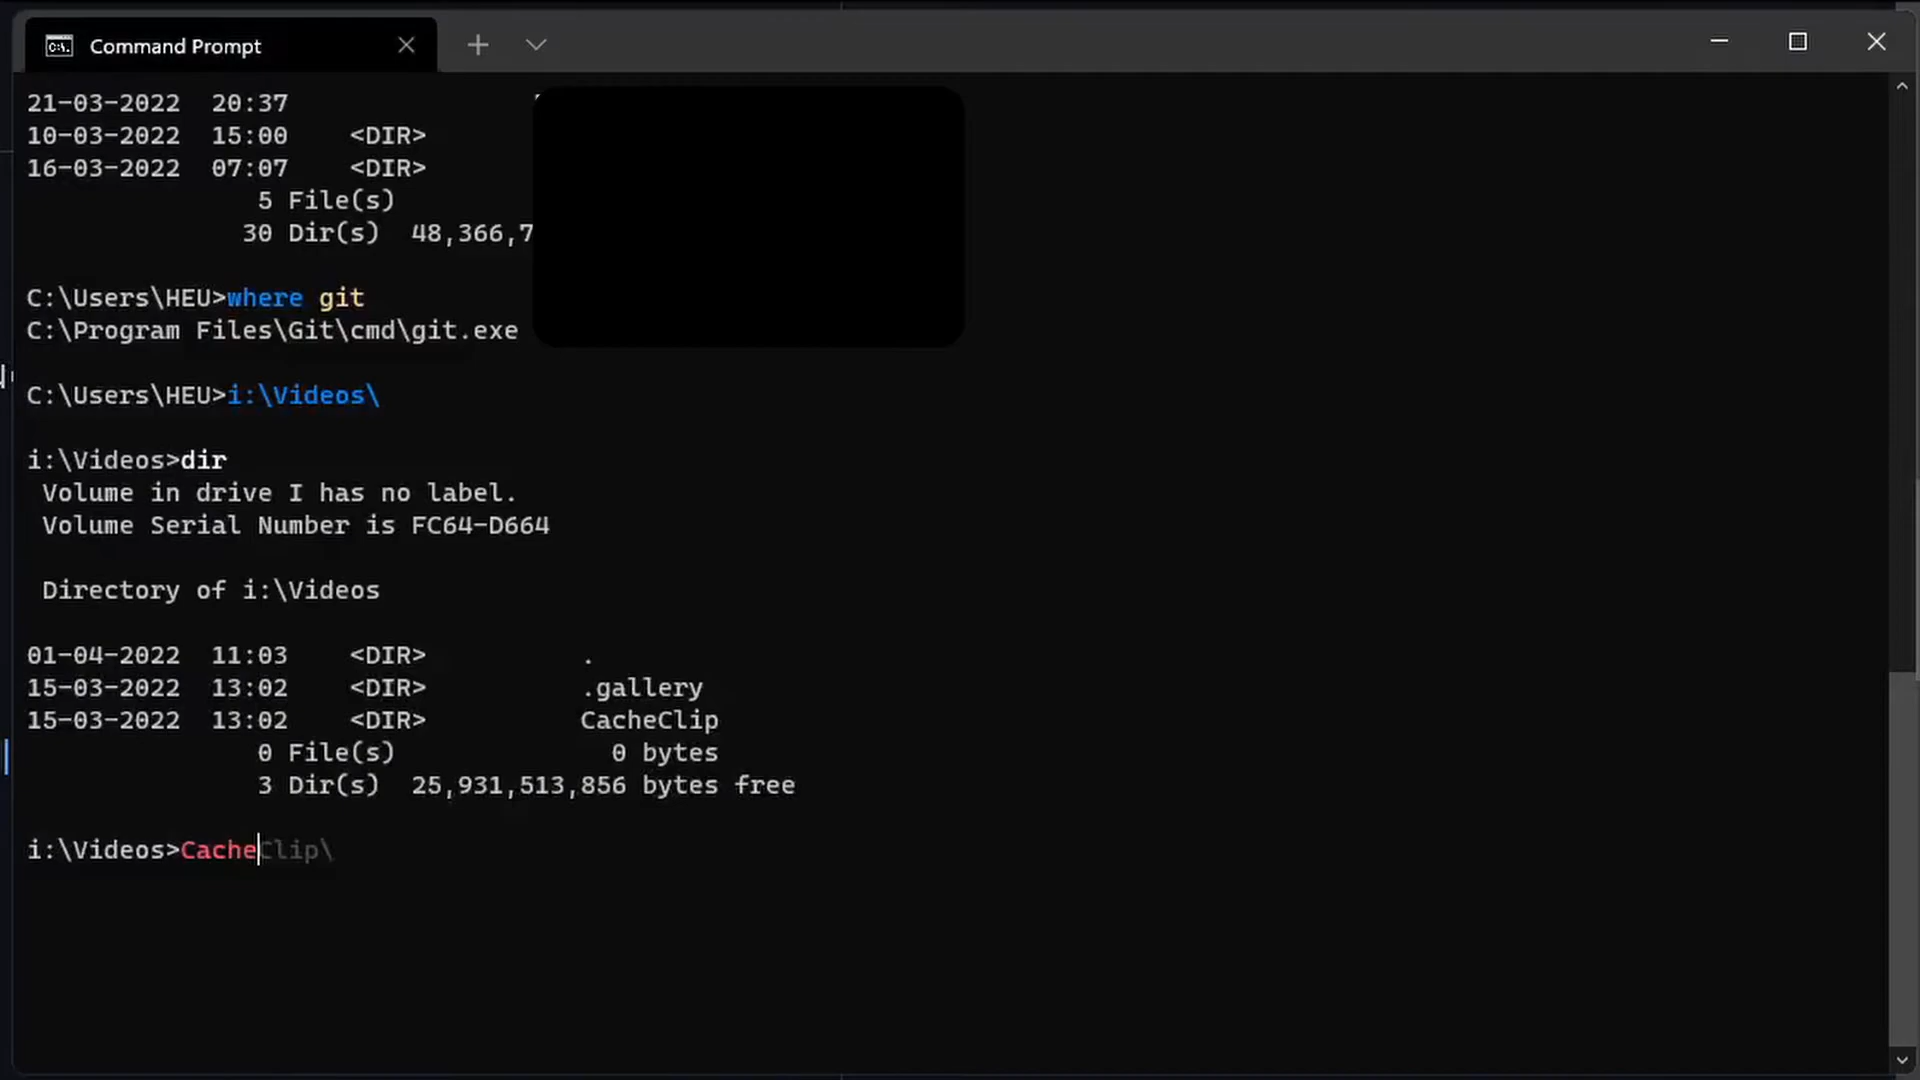 Command Prompt
21-03-2022  20:37
10-03-2022  15:00    <DIR>
16-03-2022  07:07    <DIR>
               5 File(s)
              30 Dir(s)  48,366,7
C:\Users\HEU>where git
C:\Program Files\Git\cmd\git.exe
C:\Users\HEU>i:\Videos\
i:\Videos>dir
 Volume in drive I has no label.
 Volume Serial Number is FC64-D664
 Directory of i:\Videos
01-04-2022  11:03    <DIR>          .
15-03-2022  13:02    <DIR>          .gallery
15-03-2022  13:02    <DIR>          CacheClip
               0 File(s)              0 bytes
               3 Dir(s)  25,931,513,856 bytes free
i:\Videos>CacheClip\